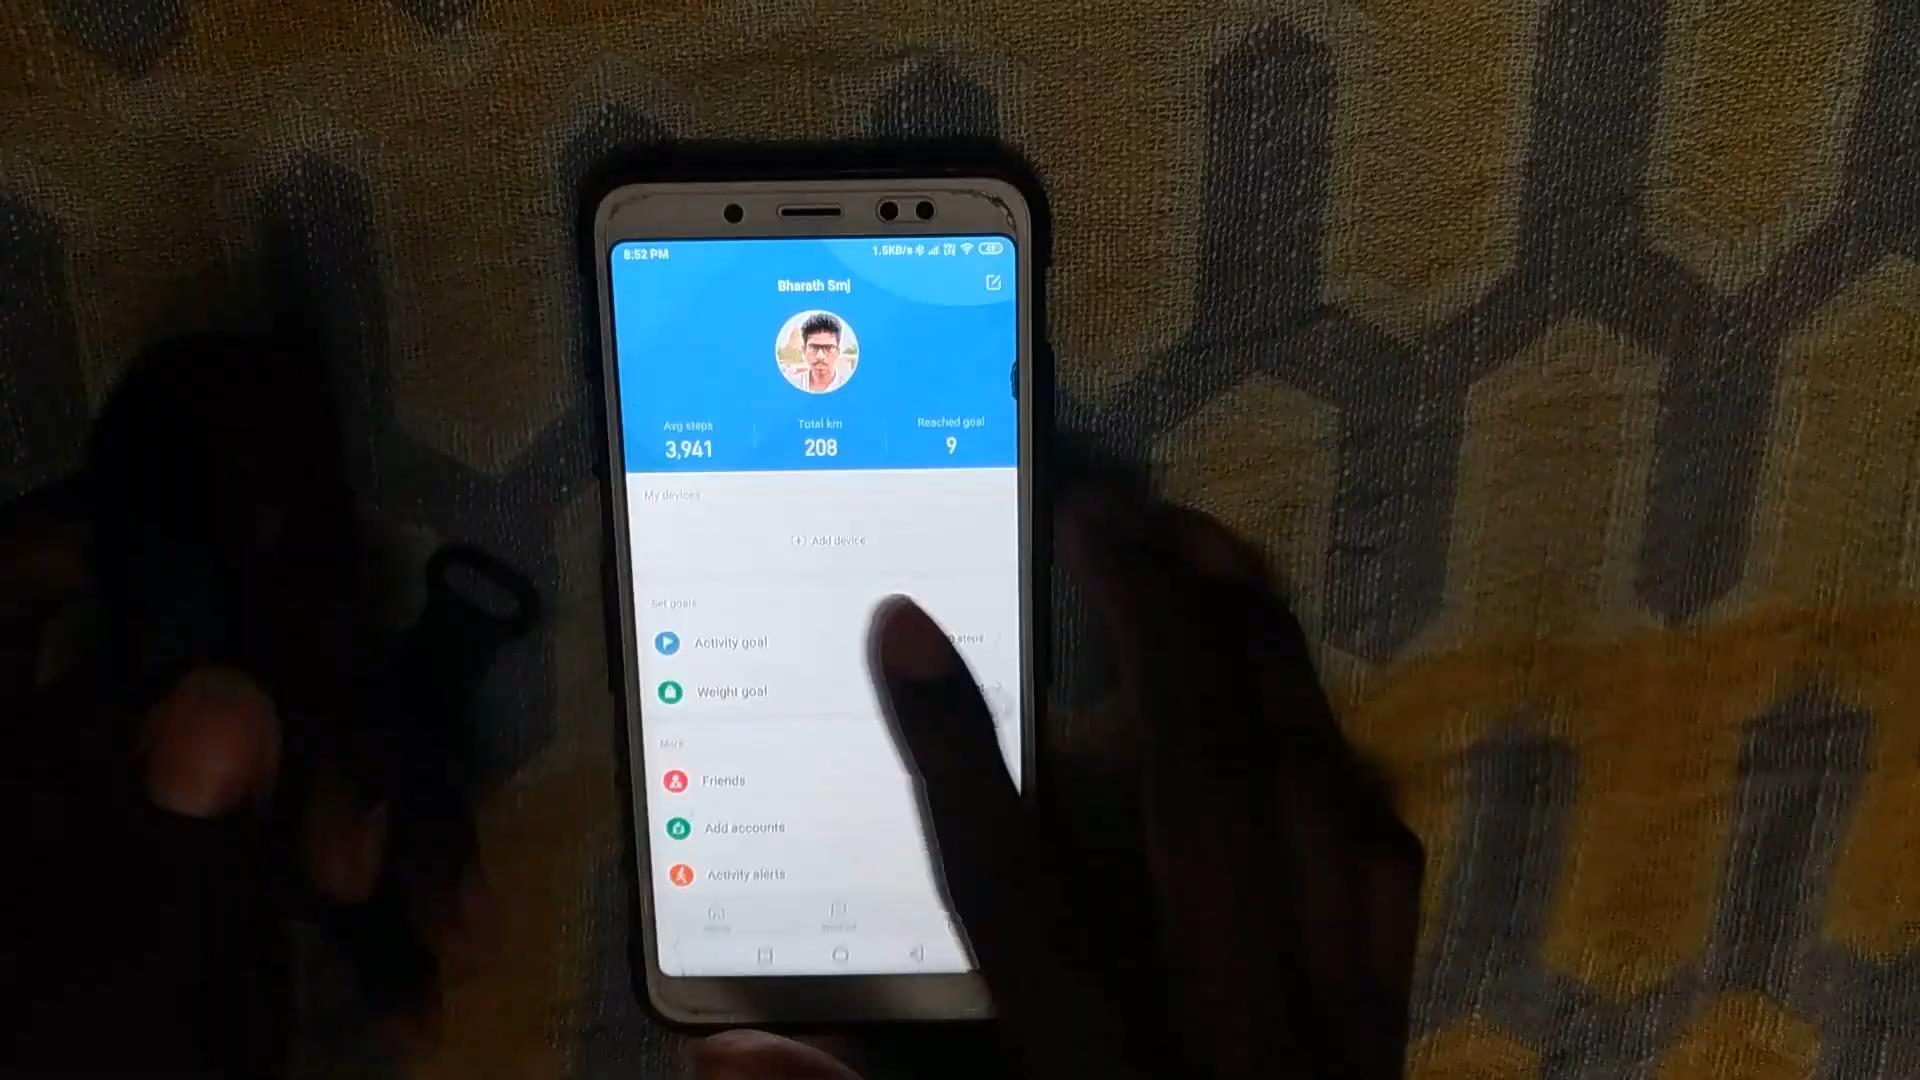 8:52 PM 1.5KB/s
Bharath Smj
Avg steps Total km Reached goal
3,941 208 9
My devices
Add device
Set goals
Activity goal steps
Weight goal
More
Friends
Add accounts
Activity alerts